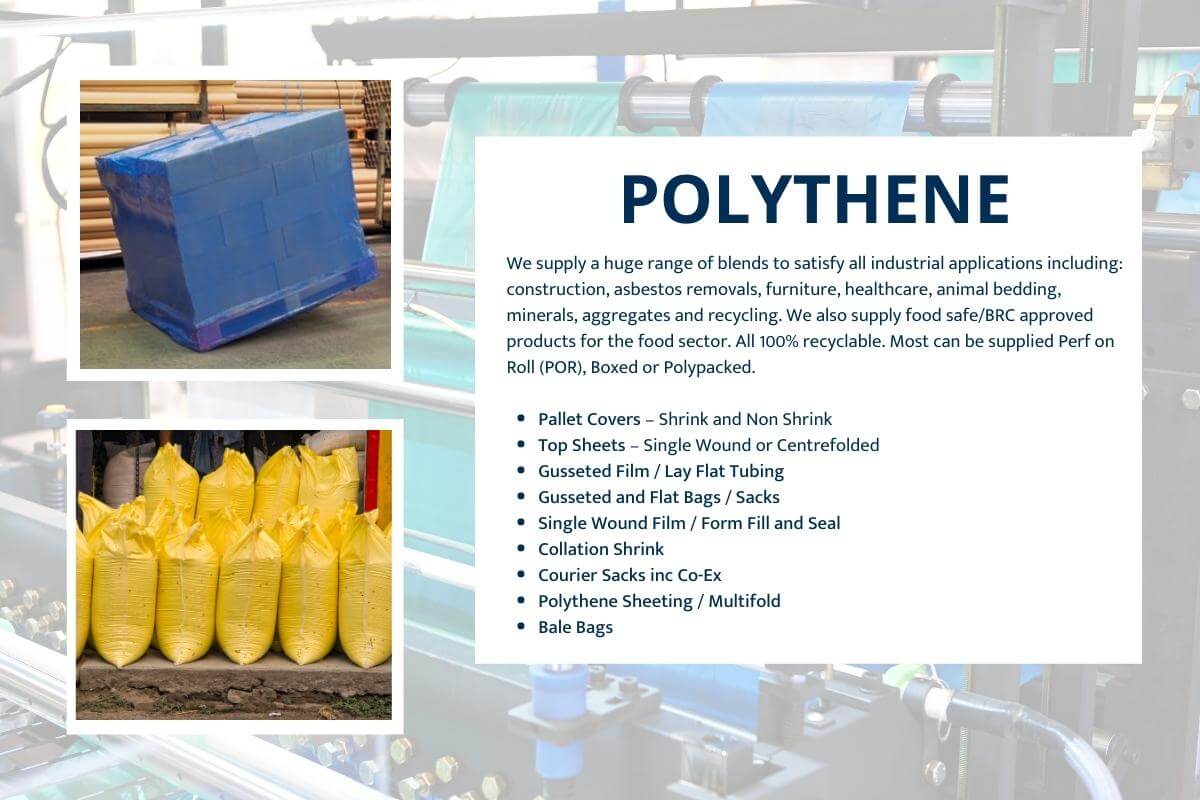 POLYTHENE
We supply a huge range of blends to satisfy all industrial applications including:
construction, asbestos removals, furniture, healthcare, animal bedding,
minerals, aggregates and recycling. We also supply food safe/BRC approved
products for the food sector. All 100% recyclable. Most can be supplied Perf on
Roll (POR), Boxed or Polypacked.
• Pallet Covers – Shrink and Non Shrink
• Top Sheets – Single Wound or Centrefolded
• Gusseted Film / Lay Flat Tubing
• Gusseted and Flat Bags / Sacks
• Single Wound Film / Form Fill and Seal
• Collation Shrink
• Courier Sacks inc Co-Ex
• Polythene Sheeting / Multifold
• Bale Bags